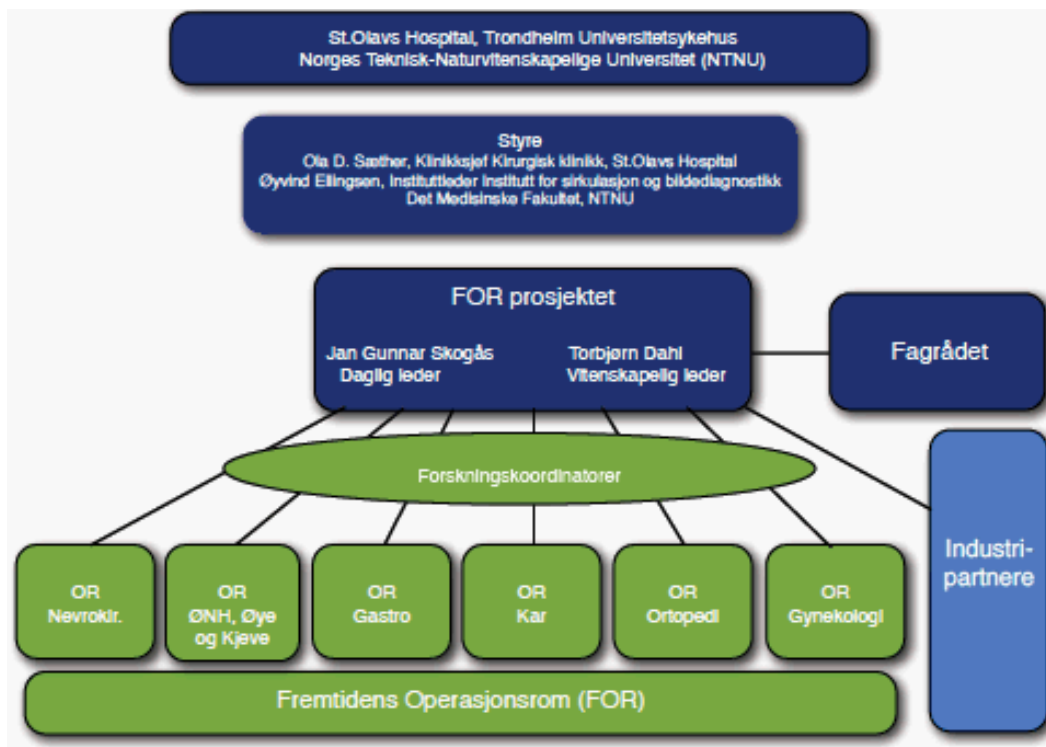 St.Olavs Hospital, Trondheim Universitetsykehus
Norges Teknisk-Naturvitenskapelige Universitet (NTNU)
Styre
Ola D. Sæther, Klinikksjef Kirurgisk klinikk, St.Olavs Hospital
Øyvind Ellingsen, Instituttleder Institutt for sirkulasjon og bildediagnostikk
Det Medisinske Fakultet, NTNU
FOR prosjektet
Jan Gunnar Skogås
Daglig leder
Torbjørn Dahl
Vitenskapelig leder
Fagrådet
Forskningskoordinatorer
Industri-
partnere
OR
Nevrokir.
OR
ØNH, Øye
og Kjeve
OR
Gastro
OR
Kar
OR
Ortopedi
OR
Gynekologi
Fremtidens Operasjonsrom (FOR)